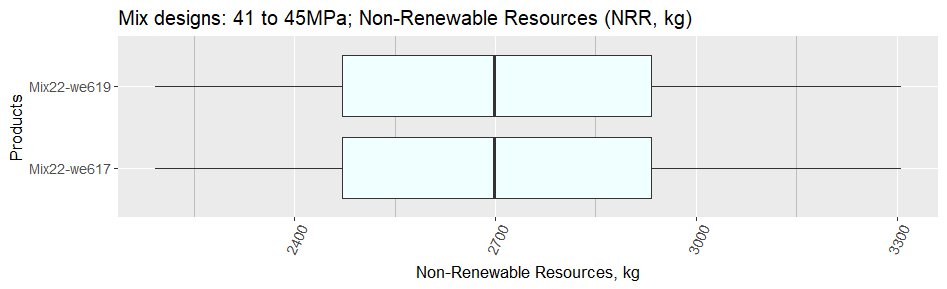 Mix designs: 41 to 45MPa; Non-Renewable Resources (NRR, kg)
Products
Mix22-we619
Mix22-we617
2400
2700
3000
3300
Non-Renewable Resources, kg